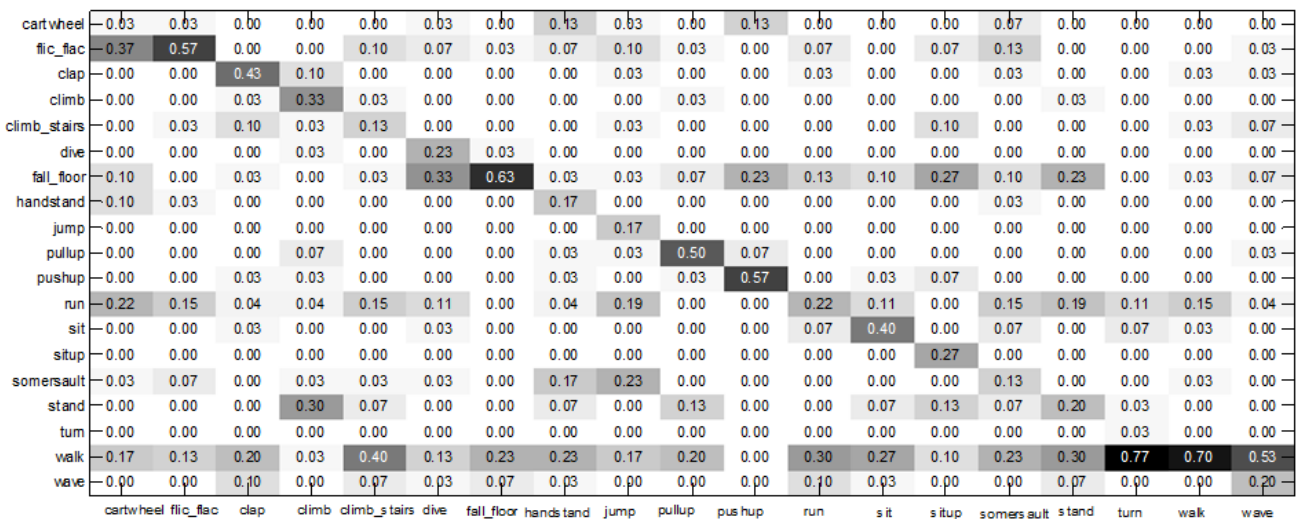 cartwheel 0.03 0.03 0.00 0.00 0.00 0.03 0.00 0.13 0.03 0.00 0.13 0.00 0.00 0.00 0.07 0.00 0.00 0.00 0.00
flic_flac 0.37 0.57 0.00 0.00 0.10 0.07 0.03 0.07 0.10 0.03 0.00 0.07 0.00 0.07 0.13 0.00 0.00 0.00 0.03
clap 0.00 0.00 0.43 0.10 0.00 0.00 0.00 0.00 0.03 0.00 0.00 0.03 0.00 0.00 0.03 0.00 0.00 0.03 0.03
climb 0.00 0.00 0.03 0.33 0.03 0.00 0.00 0.00 0.00 0.03 0.00 0.00 0.00 0.00 0.00 0.03 0.00 0.00 0.00
climb_stairs 0.00 0.03 0.10 0.03 0.13 0.00 0.00 0.00 0.03 0.00 0.00 0.00 0.00 0.10 0.00 0.00 0.00 0.03 0.07
dive 0.00 0.00 0.00 0.03 0.00 0.23 0.03 0.00 0.00 0.00 0.00 0.00 0.00 0.00 0.00 0.00 0.00 0.00 0.00
fall_floor 0.10 0.00 0.03 0.00 0.03 0.33 0.63 0.03 0.03 0.07 0.23 0.13 0.10 0.27 0.10 0.23 0.00 0.03 0.07
handstand 0.10 0.03 0.00 0.00 0.00 0.00 0.00 0.17 0.00 0.00 0.00 0.00 0.00 0.00 0.03 0.00 0.00 0.00 0.00
jump 0.00 0.00 0.00 0.00 0.00 0.00 0.00 0.00 0.17 0.00 0.00 0.00 0.00 0.00 0.00 0.00 0.00 0.00 0.00
pullup 0.00 0.00 0.00 0.07 0.00 0.00 0.00 0.03 0.03 0.50 0.07 0.00 0.00 0.00 0.00 0.00 0.00 0.00 0.03
pushup 0.00 0.00 0.03 0.03 0.00 0.00 0.00 0.03 0.00 0.03 0.57 0.00 0.03 0.07 0.00 0.00 0.00 0.00 0.00
run 0.22 0.15 0.04 0.04 0.15 0.11 0.00 0.04 0.19 0.00 0.00 0.22 0.11 0.00 0.15 0.19 0.11 0.15 0.04
sit 0.00 0.00 0.03 0.00 0.00 0.03 0.00 0.00 0.00 0.00 0.00 0.07 0.40 0.00 0.07 0.00 0.07 0.03 0.00
situp 0.00 0.00 0.00 0.00 0.00 0.00 0.00 0.00 0.00 0.00 0.00 0.00 0.00 0.27 0.00 0.00 0.00 0.00 0.00
somersault 0.03 0.07 0.00 0.03 0.03 0.03 0.00 0.17 0.23 0.00 0.00 0.00 0.00 0.00 0.13 0.00 0.00 0.03 0.00
stand 0.00 0.00 0.00 0.30 0.07 0.00 0.00 0.07 0.00 0.13 0.00 0.00 0.07 0.13 0.07 0.20 0.03 0.00 0.00
turn 0.00 0.00 0.00 0.00 0.00 0.00 0.00 0.00 0.00 0.00 0.00 0.00 0.00 0.00 0.00 0.00 0.03 0.00 0.00
walk 0.17 0.13 0.20 0.03 0.40 0.13 0.23 0.23 0.17 0.20 0.00 0.30 0.27 0.10 0.23 0.30 0.77 0.70 0.53
wave 0.00 0.00 0.10 0.00 0.07 0.03 0.07 0.03 0.00 0.00 0.00 0.10 0.03 0.00 0.00 0.07 0.00 0.00 0.20
cartwheel flic_flac clap climb climb_stairs dive fall_floor handstand jump pullup pushup run sit situp somersault stand turn walk wave